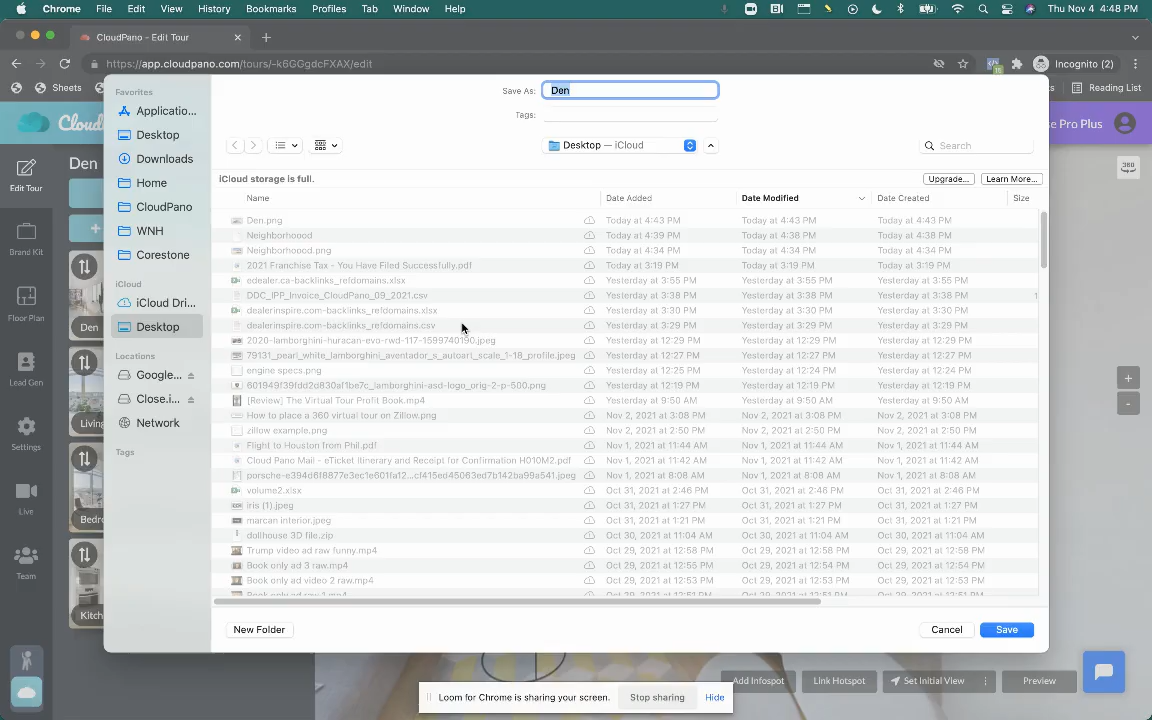 Chrome File Edit View History Bookmarks Profiles Tab Window Help Thu Nov 4 4:48 PM
CloudPano - Edit Tour
https://app.cloudpano.com/tours/-k6GGgdcFXAX/edit Incognito (2)
Sheets Reading List
Favorites
Applicatio...
Desktop
Downloads
Home
CloudPano
WNH
Corestone
iCloud
iCloud Dri...
Desktop
Locations
Google...
Close.i...
Network
Tags
Save As: Den
Tags:
Desktop — iCloud
Search
iCloud storage is full. Upgrade... Learn More...
Name Date Added Date Modified Date Created Size
Den.png Today at 4:43 PM Today at 4:43 PM Today at 4:43 PM
Neighborhoood Today at 4:39 PM Today at 4:38 PM Today at 4:38 PM
Neighborhoood.png Today at 4:34 PM Today at 4:34 PM Today at 4:34 PM
2021 Franchise Tax - You Have Filed Successfully.pdf Today at 3:19 PM Today at 3:19 PM Today at 3:19 PM
edealer.ca-backlinks_refdomains.xlsx Yesterday at 3:55 PM Yesterday at 3:55 PM Yesterday at 3:55 PM
DDC_IPP_Invoice_CloudPano_09_2021.csv Yesterday at 3:38 PM Yesterday at 3:38 PM Yesterday at 3:38 PM 1
dealerinspire.com-backlinks_refdomains.xlsx Yesterday at 3:30 PM Yesterday at 3:30 PM Yesterday at 3:30 PM
dealerinspire.com-backlinks_refdomains.csv Yesterday at 3:29 PM Yesterday at 3:29 PM Yesterday at 3:29 PM
2020-lamborghini-huracan-evo-rwd-117-1599740190.jpeg Yesterday at 12:29 PM Yesterday at 12:29 PM Yesterday at 12:29 PM
79131_pearl_white_lamborghini_aventador_s_autoart_scale_1-18_profile.jpeg Yesterday at 12:27 PM Yesterday at 12:27 PM Yesterday at 12:27 PM
engine specs.png Yesterday at 12:25 PM Yesterday at 12:24 PM Yesterday at 12:24 PM
601949f39fdd2d830af1be7c_lamborghini-asd-logo_orig-2-p-500.png Yesterday at 12:19 PM Yesterday at 12:19 PM Yesterday at 12:19 PM
[Review] The Virtual Tour Profit Book.mp4 Yesterday at 9:50 AM Yesterday at 9:50 AM Yesterday at 9:50 AM
How to place a 360 virtual tour on Zillow.png Nov 2, 2021 at 3:08 PM Nov 2, 2021 at 3:08 PM Nov 2, 2021 at 3:08 PM
zillow example.png Nov 2, 2021 at 2:50 PM Nov 2, 2021 at 2:50 PM Nov 2, 2021 at 2:50 PM
Flight to Houston from Phil.pdf Nov 1, 2021 at 11:44 AM Nov 1, 2021 at 11:44 AM Nov 1, 2021 at 11:44 AM
Cloud Pano Mail - eTicket Itinerary and Receipt for Confirmation H010M2.pdf Nov 1, 2021 at 11:42 AM Nov 1, 2021 at 11:42 AM Nov 1, 2021 at 11:42 AM
porsche-e394d6f8877e3ec1e601fa12...cf415ed45063ed7b142ba99a541.jpeg Nov 1, 2021 at 8:08 AM Nov 1, 2021 at 8:08 AM Nov 1, 2021 at 8:08 AM
volume2.xlsx Oct 31, 2021 at 2:46 PM Oct 31, 2021 at 2:46 PM Oct 31, 2021 at 2:46 PM
iris (1).jpeg Oct 31, 2021 at 1:27 PM Oct 31, 2021 at 1:27 PM Oct 31, 2021 at 1:27 PM
marcan interior.jpeg Oct 31, 2021 at 1:21 PM Oct 31, 2021 at 1:21 PM Oct 31, 2021 at 1:21 PM
dollhouse 3D file.zip Oct 30, 2021 at 11:04 AM Oct 30, 2021 at 11:04 AM Oct 30, 2021 at 11:04 AM
Trump video ad raw funny.mp4 Oct 29, 2021 at 12:58 PM Oct 29, 2021 at 12:58 PM Oct 29, 2021 at 12:58 PM
Book only ad 3 raw.mp4 Oct 29, 2021 at 12:55 PM Oct 29, 2021 at 12:54 PM Oct 29, 2021 at 12:54 PM
Book only ad video 2 raw.mp4 Oct 29, 2021 at 12:53 PM Oct 29, 2021 at 12:53 PM Oct 29, 2021 at 12:53 PM
New Folder Cancel Save
Edit Tour
Brand Kit
Floor Plan
Lead Gen
Settings
Live
Team
Den
Den
Living
Bedro
Kitch
se Pro Plus
360
Add Infospot Link Hotspot Set Initial View Preview
Loom for Chrome is sharing your screen. Stop sharing Hide